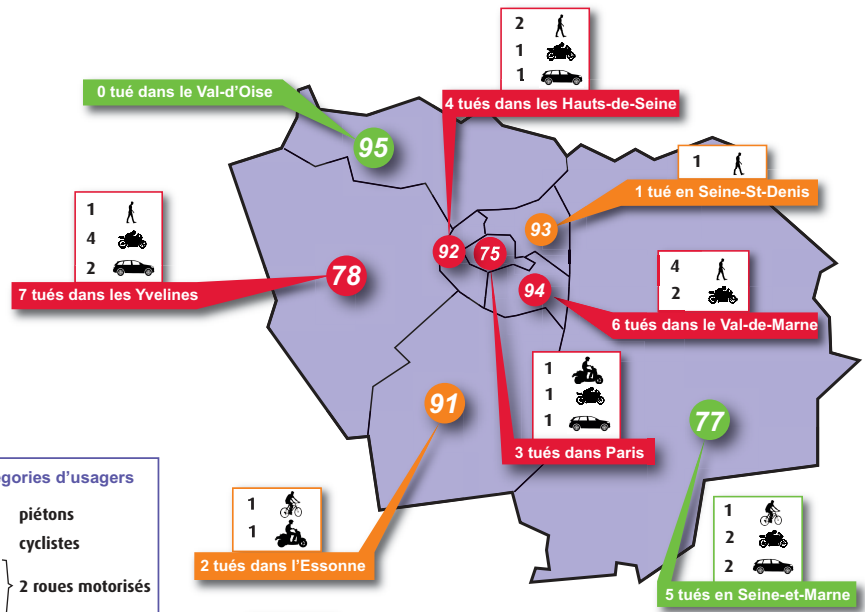 2
1
1
0 tué dans le Val-d'Oise
4 tués dans les Hauts-de-Seine
95
1
1 tué en Seine-St-Denis
93
1
4
2
7 tués dans les Yvelines
92
75
78
94
4
2
6 tués dans le Val-de-Marne
1
1
1
3 tués dans Paris
91
77
égories d'usagers
piétons
cyclistes
2 roues motorisés
1
1
2 tués dans l'Essonne
1
2
2
5 tués en Seine-et-Marne